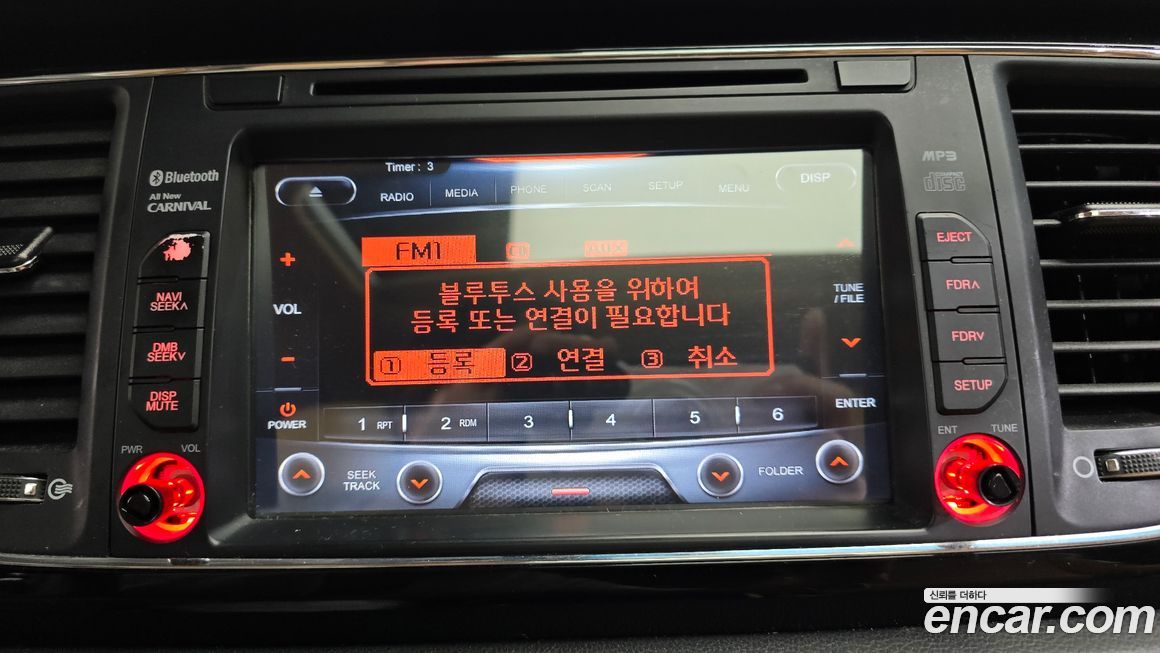 Bluetooth
All New
CARNIVAL
NAVI
SEEK∧
DMB
SEEK∨
DISP
MUTE
PWR VOL
Timer : 3
RADIO MEDIA PHONE SCAN SETUP MENU DISP
FM1 CD AUX
+
VOL
-
POWER
블루투스 사용을 위하여
등록 또는 연결이 필요합니다
① 등록 ② 연결 ③ 취소
TUNE
/ FILE
ENTER
1 RPT 2 RDM 3 4 5 6
SEEK
TRACK
FOLDER
MP3
COMPACT
disc
EJECT
FDR∧
FDR∨
SETUP
ENT TUNE
신뢰를 더하다
encar.com